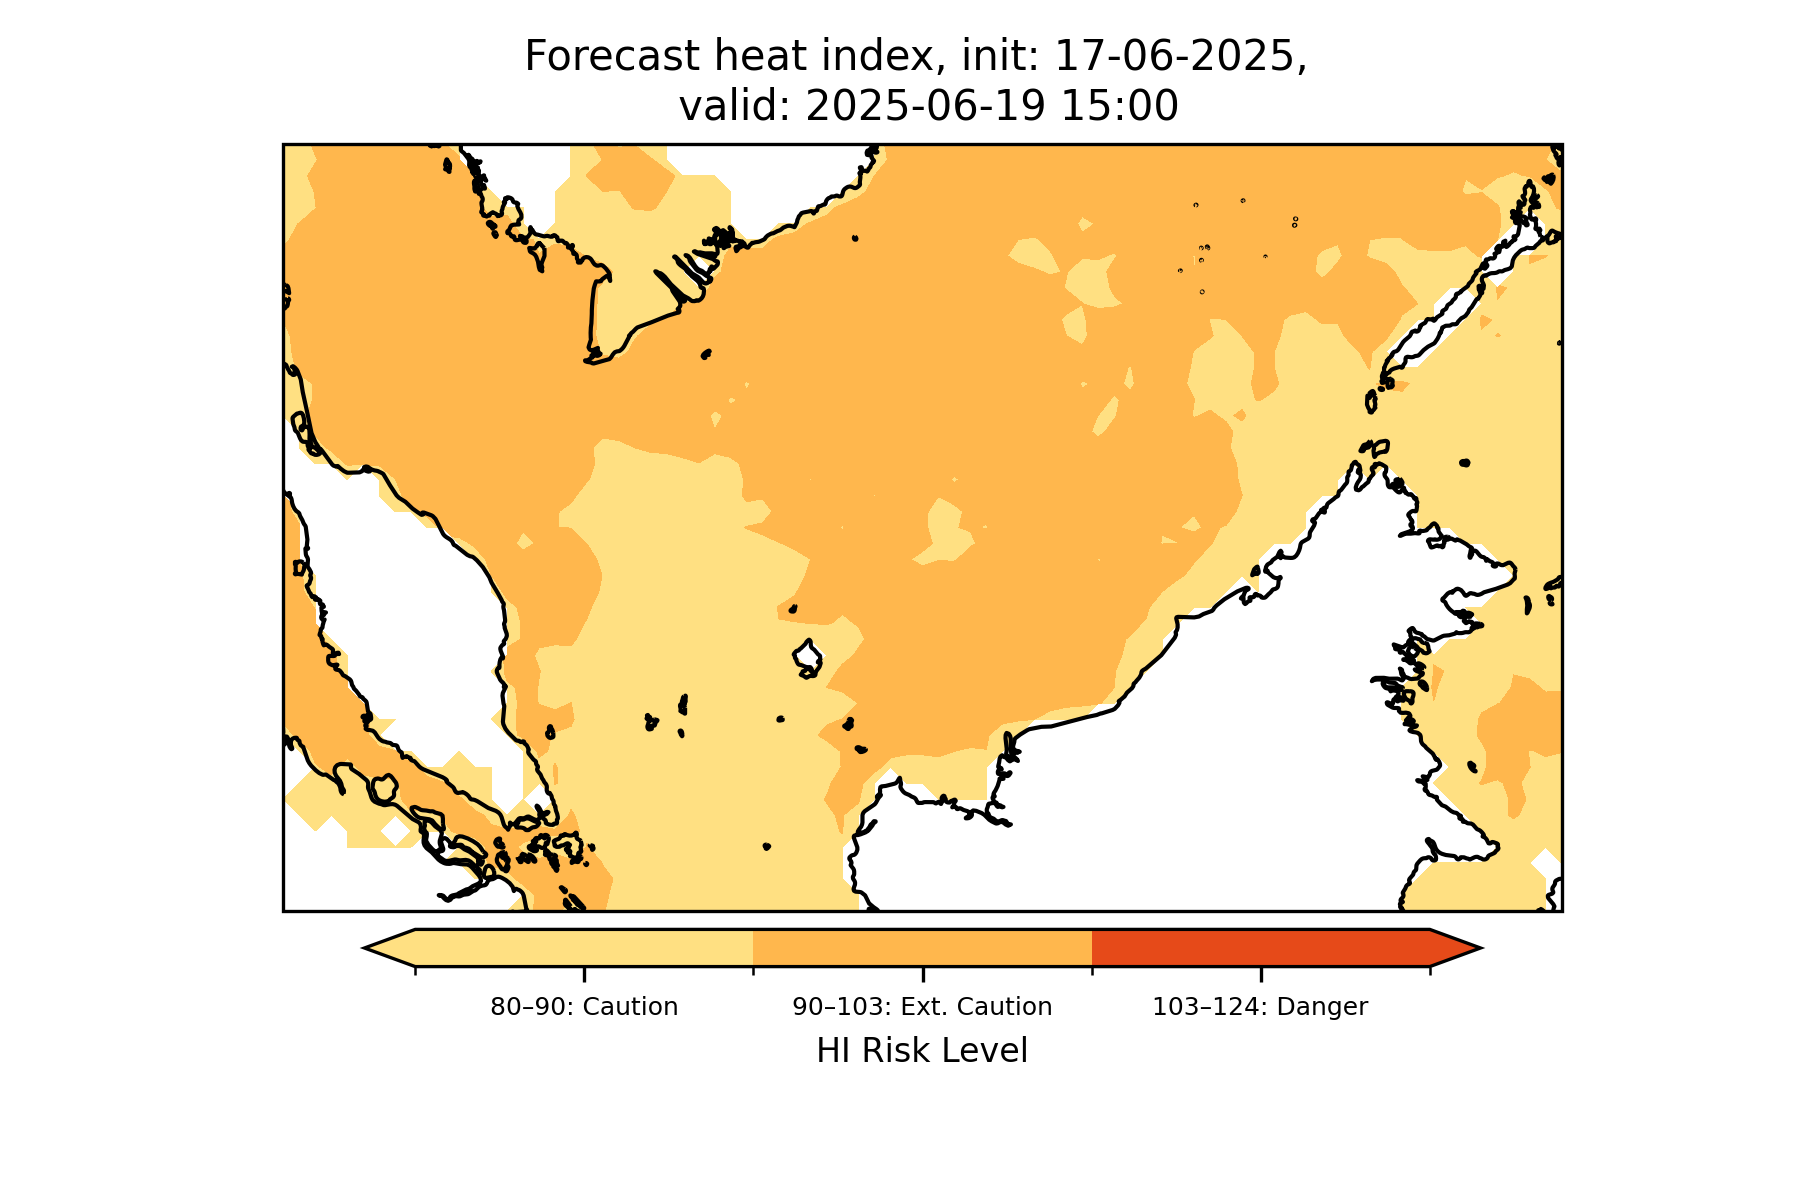 Forecast heat index, init: 17-06-2025,
valid: 2025-06-19 15:00
80–90: Caution
90–103: Ext. Caution
103–124: Danger
HI Risk Level